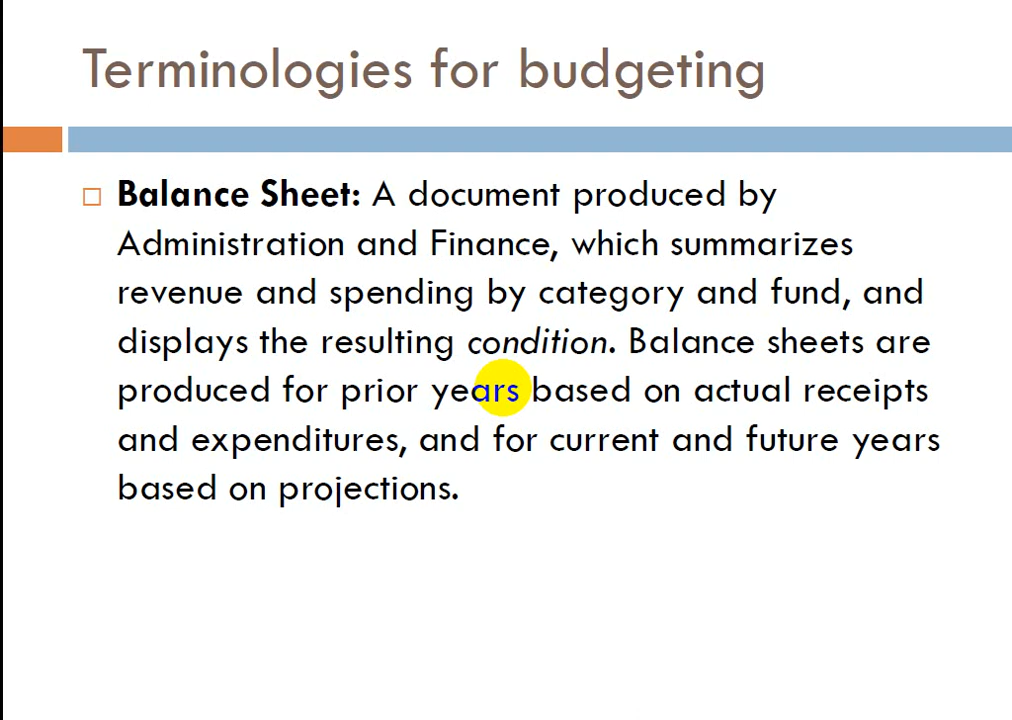 Terminologies for budgeting
Balance Sheet: A document produced by
Administration and Finance, which summarizes
revenue and spending by category and fund, and
displays the resulting condition. Balance sheets are
produced for prior years based on actual receipts
and expenditures, and for current and future years
based on projections.